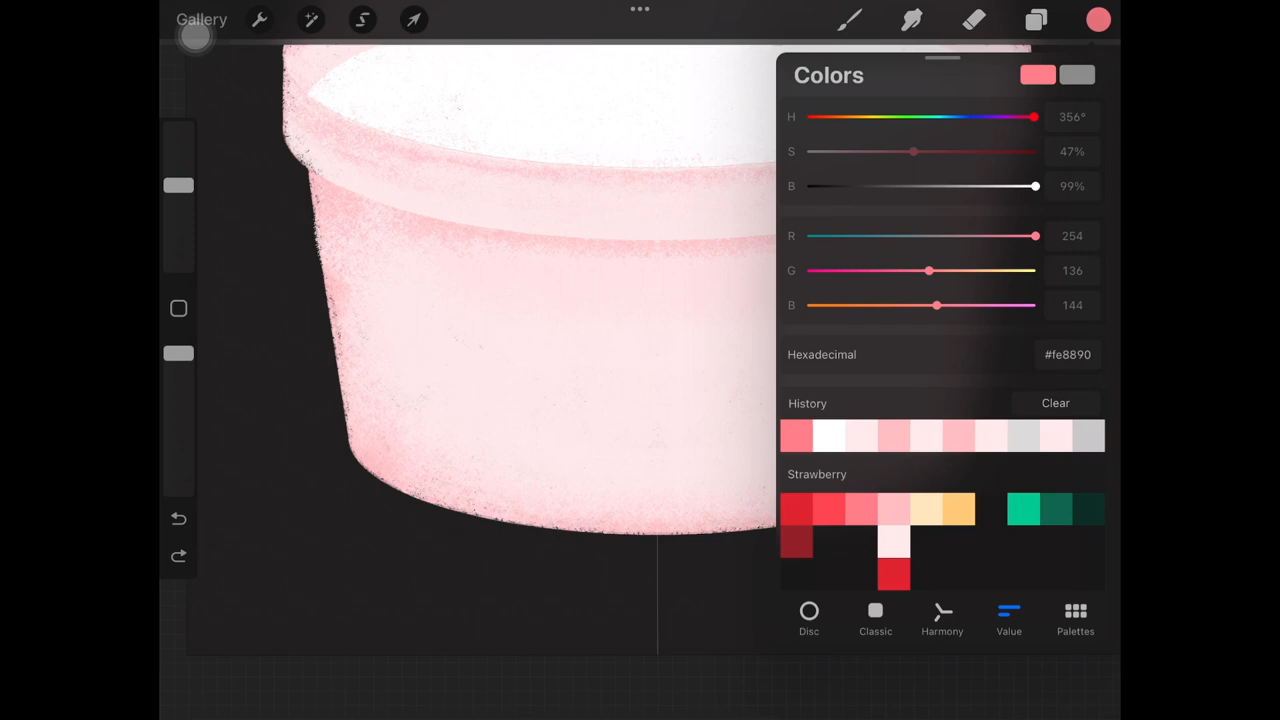 Gallery
Colors
H 356°
S 47%
B 99%
R 254
G 136
B 144
Hexadecimal #fe8890
History Clear
Strawberry
Disc Classic Harmony Value Palettes